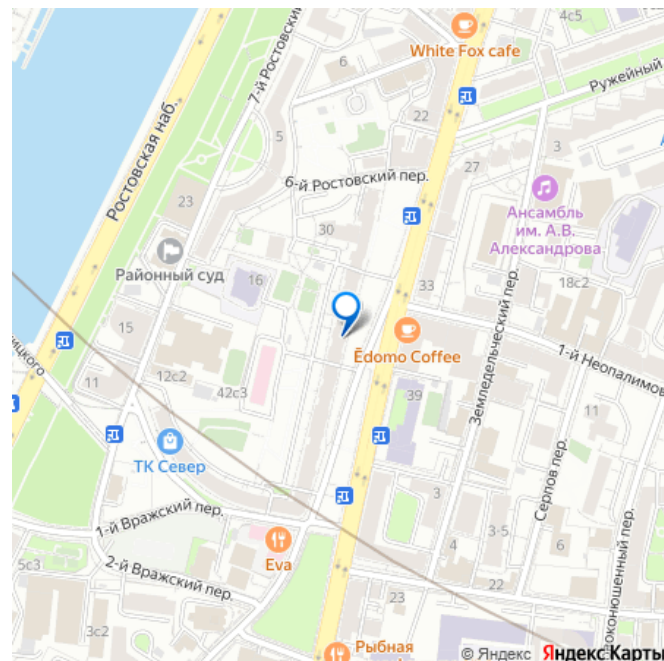 4с5
White Fox cafe
7-й Ростовский
6
Ружейный
22
Ростовская наб.
5
27
3
6-й Ростовский пер.
23
Ансамбль
им. А.В.
Александрова
30
Районный суд
16
33
18с2
Земледельческий пер.
15
Ēdomo Coffee
1-й Неопалимов
12с2
11
42с3
39
11
ТК Север
Серпов пер.
3
1-й Вражский пер.
3-5
4
6
Eva
5с3
2-й Вражский пер.
22
22
23
3с2
Рыбная
© Яндекс
Яндекс Карты